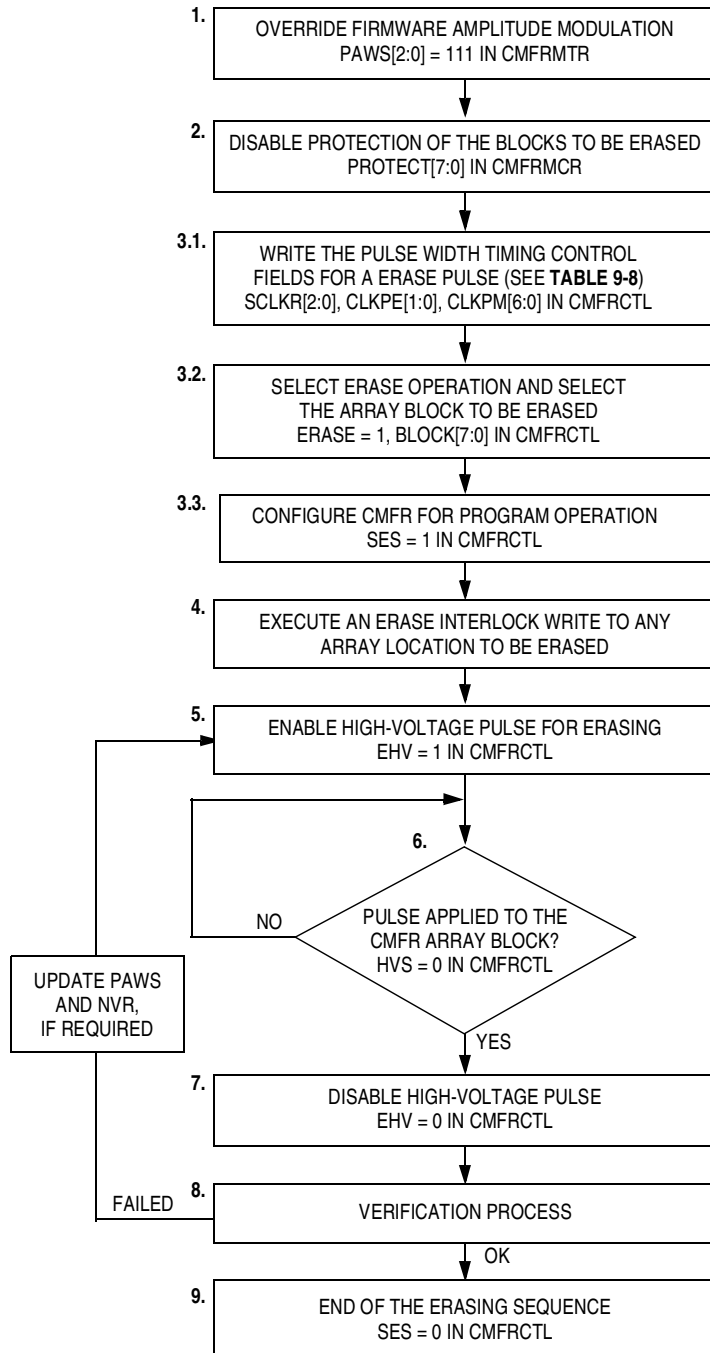 1.
OVERRIDE FIRMWARE AMPLITUDE MODULATION
PAWS[2:0] = 111 IN CMFRMTR
2.
DISABLE PROTECTION OF THE BLOCKS TO BE ERASED
PROTECT[7:0] IN CMFRMCR
3.1.
WRITE THE PULSE WIDTH TIMING CONTROL
FIELDS FOR A ERASE PULSE (SEE TABLE 9-8)
SCLKR[2:0], CLKPE[1:0], CLKPM[6:0] IN CMFRCTL
3.2.
SELECT ERASE OPERATION AND SELECT
THE ARRAY BLOCK TO BE ERASED
ERASE = 1, BLOCK[7:0] IN CMFRCTL
3.3.
CONFIGURE CMFR FOR PROGRAM OPERATION
SES = 1 IN CMFRCTL
4.
EXECUTE AN ERASE INTERLOCK WRITE TO ANY
ARRAY LOCATION TO BE ERASED
5.
ENABLE HIGH-VOLTAGE PULSE FOR ERASING
EHV = 1 IN CMFRCTL
6.
PULSE APPLIED TO THE
CMFR ARRAY BLOCK?
HVS = 0 IN CMFRCTL
NO
YES
UPDATE PAWS
AND NVR,
IF REQUIRED
7.
DISABLE HIGH-VOLTAGE PULSE
EHV = 0 IN CMFRCTL
8.
VERIFICATION PROCESS
FAILED
OK
9.
END OF THE ERASING SEQUENCE
SES = 0 IN CMFRCTL